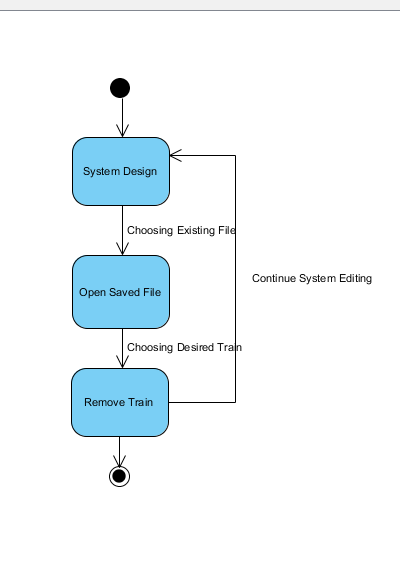 System Design
Choosing Existing File
Continue System Editing
Open Saved File
Choosing Desired Train
Remove Train